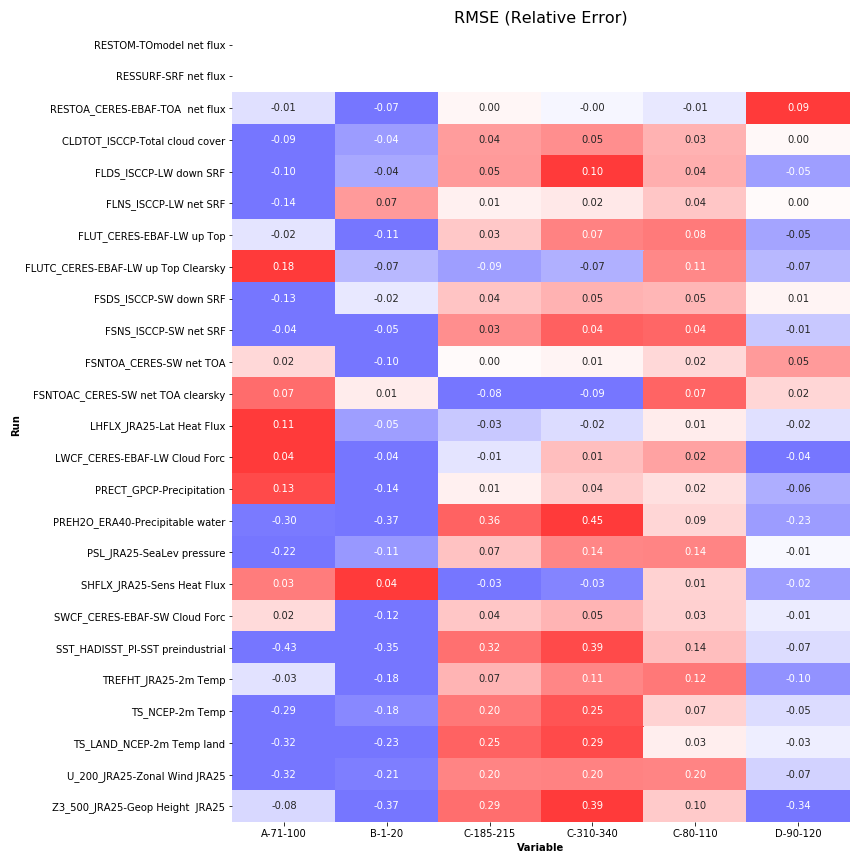 RMSE (Relative Error)
RESTOM-TOmodel net flux
RESSURF-SRF net flux
RESTOA_CERES-EBAF-TOA  net flux -0.01 -0.07 0.00 -0.00 -0.01 0.09
CLDTOT_ISCCP-Total cloud cover -0.09 -0.04 0.04 0.05 0.03 0.00
FLDS_ISCCP-LW down SRF -0.10 -0.04 0.05 0.10 0.04 -0.05
FLNS_ISCCP-LW net SRF -0.14 0.07 0.01 0.02 0.04 0.00
FLUT_CERES-EBAF-LW up Top -0.02 -0.11 0.03 0.07 0.08 -0.05
FLUTC_CERES-EBAF-LW up Top Clearsky 0.18 -0.07 -0.09 -0.07 0.11 -0.07
FSDS_ISCCP-SW down SRF -0.13 -0.02 0.04 0.05 0.05 0.01
FSNS_ISCCP-SW net SRF -0.04 -0.05 0.03 0.04 0.04 -0.01
FSNTOA_CERES-SW net TOA 0.02 -0.10 0.00 0.01 0.02 0.05
FSNTOAC_CERES-SW net TOA clearsky 0.07 0.01 -0.08 -0.09 0.07 0.02
Run
LHFLX_JRA25-Lat Heat Flux 0.11 -0.05 -0.03 -0.02 0.01 -0.02
LWCF_CERES-EBAF-LW Cloud Forc 0.04 -0.04 -0.01 0.01 0.02 -0.04
PRECT_GPCP-Precipitation 0.13 -0.14 0.01 0.04 0.02 -0.06
PREH2O_ERA40-Precipitable water -0.30 -0.37 0.36 0.45 0.09 -0.23
PSL_JRA25-SeaLev pressure -0.22 -0.11 0.07 0.14 0.14 -0.01
SHFLX_JRA25-Sens Heat Flux 0.03 0.04 -0.03 -0.03 0.01 -0.02
SWCF_CERES-EBAF-SW Cloud Forc 0.02 -0.12 0.04 0.05 0.03 -0.01
SST_HADISST_PI-SST preindustrial -0.43 -0.35 0.32 0.39 0.14 -0.07
TREFHT_JRA25-2m Temp -0.03 -0.18 0.07 0.11 0.12 -0.10
TS_NCEP-2m Temp -0.29 -0.18 0.20 0.25 0.07 -0.05
TS_LAND_NCEP-2m Temp land -0.32 -0.23 0.25 0.29 0.03 -0.03
U_200_JRA25-Zonal Wind JRA25 -0.32 -0.21 0.20 0.20 0.20 -0.07
Z3_500_JRA25-Geop Height  JRA25 -0.08 -0.37 0.29 0.39 0.10 -0.34
A-71-100 B-1-20 C-185-215 C-310-340 C-80-110 D-90-120
Variable